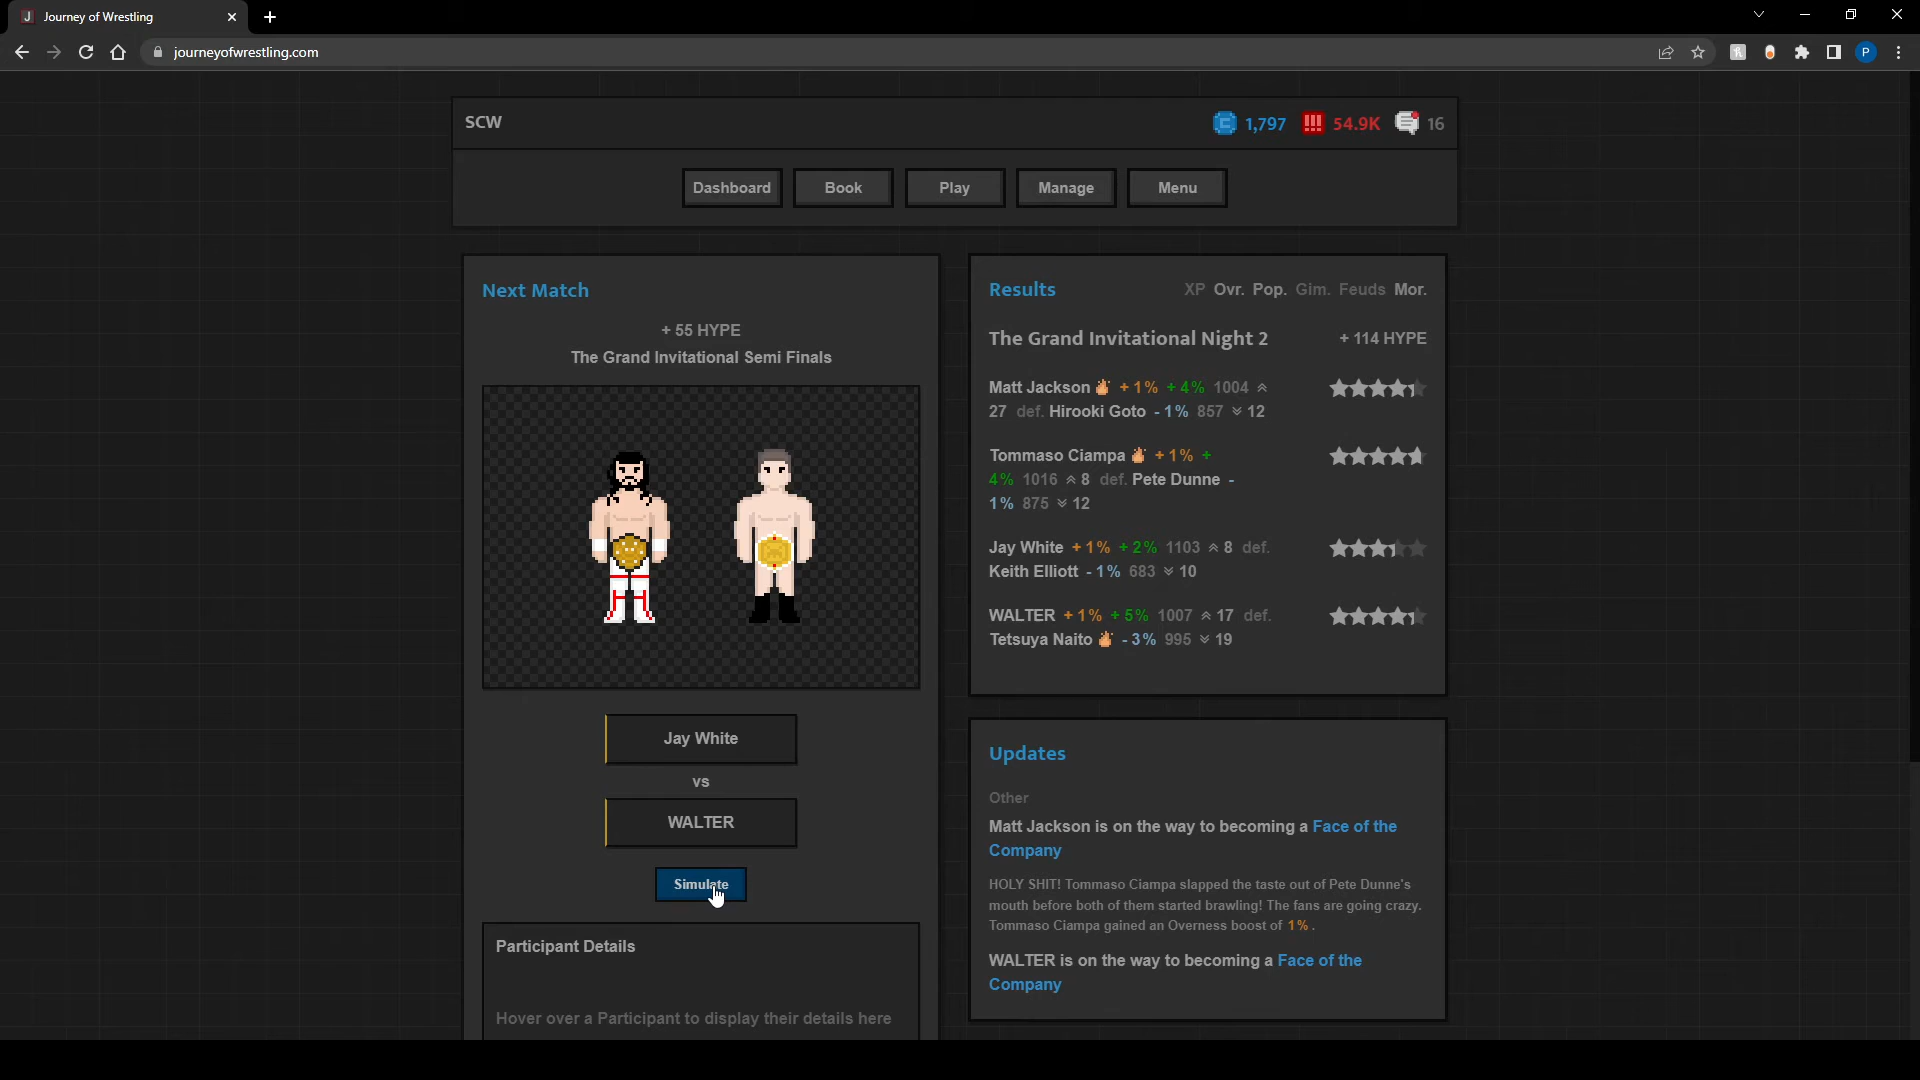 Journey of Wrestling
journeyofwrestling.com
P
SCW
1,797 54.9K 16
Dashboard Book Play Manage Menu
Next Match
+ 55 HYPE
The Grand Invitational Semi Finals
Jay White
vs
WALTER
Simulate
Participant Details
Hover over a Participant to display their details here
Results XP Ovr. Pop. Gim. Feuds Mor.
The Grand Invitational Night 2 + 114 HYPE
Matt Jackson + 1% + 4% 1004
27 def. Hirooki Goto - 1% 857 12
Tommaso Ciampa + 1% +
4% 1016 8 def. Pete Dunne -
1% 875 12
Jay White + 1% + 2% 1103 8 def.
Keith Elliott - 1% 683 10
WALTER + 1% + 5% 1007 17 def.
Tetsuya Naito - 3% 995 19
Updates
Other
Matt Jackson is on the way to becoming a Face of the
Company
HOLY SHIT! Tommaso Ciampa slapped the taste out of Pete Dunne's
mouth before both of them started brawling! The fans are going crazy.
Tommaso Ciampa gained an Overness boost of 1% .
WALTER is on the way to becoming a Face of the
Company